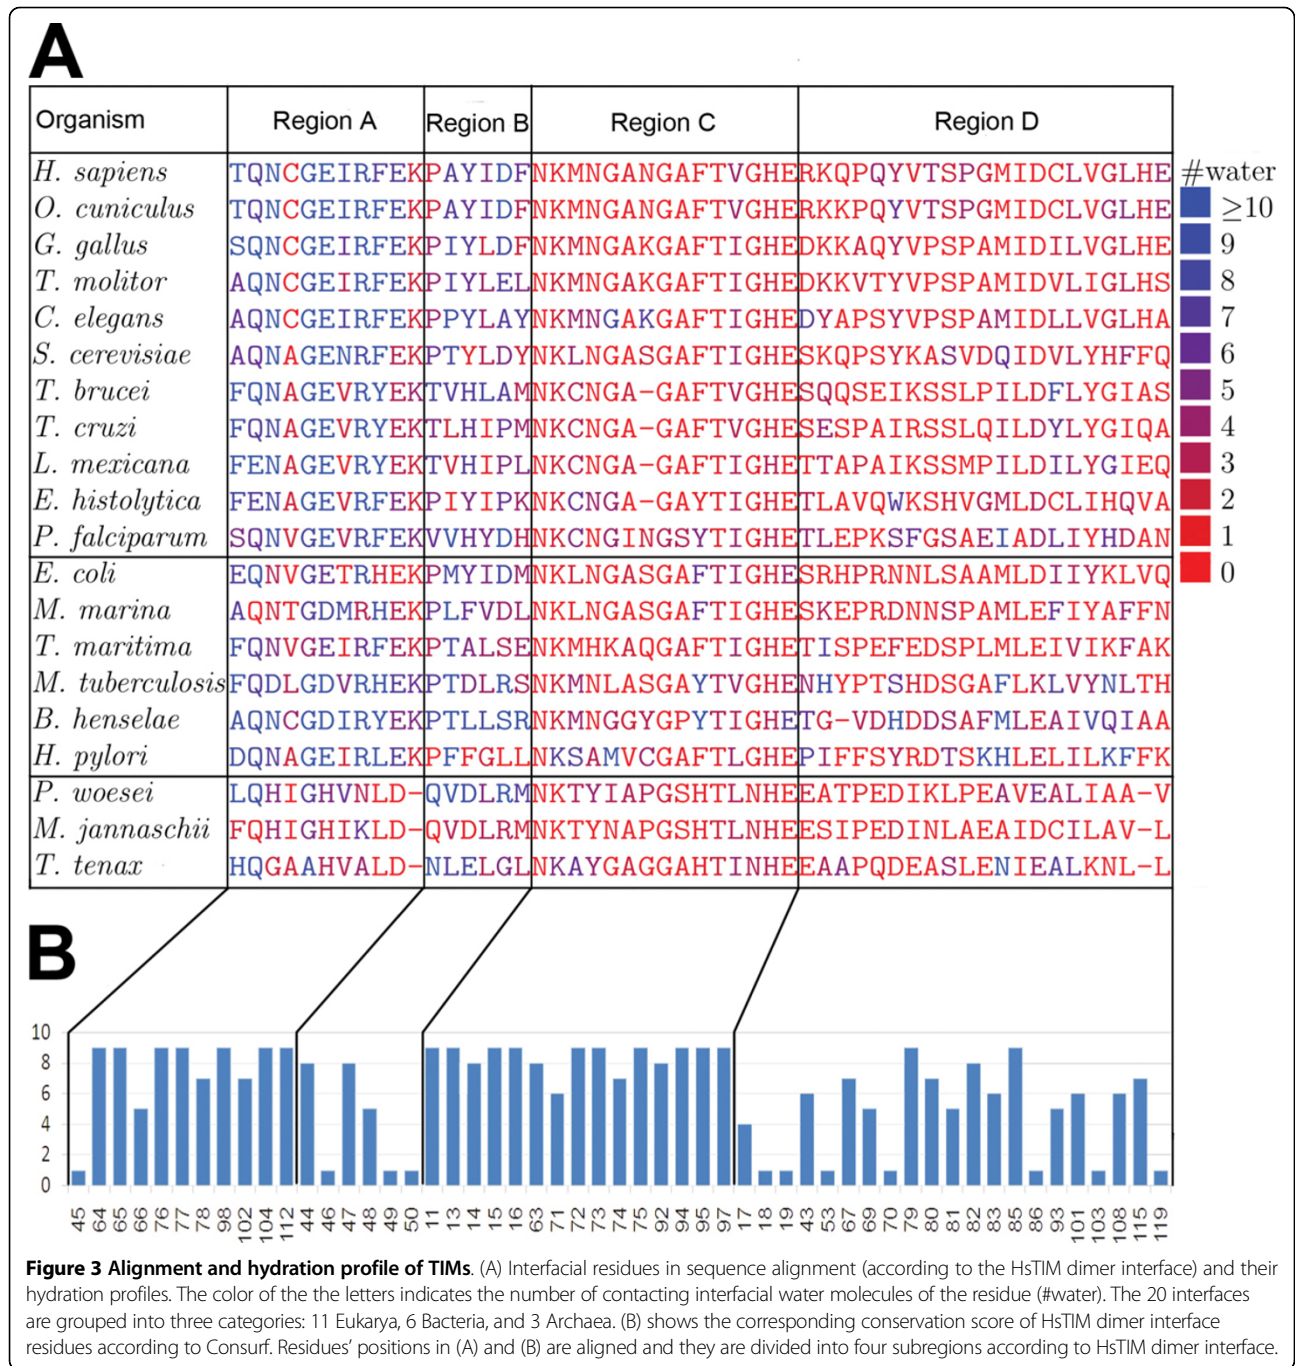 A
Organism Region A Region B Region C Region D
H. sapiens TQNCGEIRFEKPAYIDFNKMNGANGAFTVGHERKQPQYVTSPGMIDCLVGLHE #water
O. cuniculus TQNCGEIRFEKPAYIDFNKMNGANGAFTVGHERKKPQYVTSPGMIDCLVGLHE ≥10
G. gallus SQNCGEIRFEKPIYLDFNKMNGAKGAFTIGHEDKKAQYVPSPAMIDILVGLHE 9
T. molitor AQNCGEIRFEKPIYLELNKMNGAKGAFTIGHEDKKVTYVPSPAMIDVLIGLHS 8
C. elegans AQNCGEIRFEKPPYLAYNKMNGAKGAFTIGHEDYAPSYVPSPAMIDLLVGLHA 7
S. cerevisiae AQNAGENRFEKPTYLDYNKLNGASGAFTIGHESKQPSYKASVDQIDVLYHFFQ 6
T. brucei FQNAGEVRYEKTVHLAMNKCNGA-GAFTVGHESQQSEIKSSLPILDFLYGIAS 5
T. cruzi FQNAGEVRYEKTLHIPMNKCNGA-GAFTVGHESESPAIRSSLQILDYLYGIQA 4
L. mexicana FENAGEVRYEKTVHIPLNKCNGA-GAFTIGHETTAPAIKSSMPILDILYGIEQ 3
E. histolytica FENAGEVRFEKPIYIPKNKCNGA-GAYTIGHETLAVQWKSHVGMLDCLIHQVA 2
P. falciparum SQNVGEVRFEKVVHYDHNKCNGINGSYTIGHETLEPKSFGSAEIADLIYHDAN 1
E. coli EQNVGETRHEKPMYIDMNKLNGASGAFTIGHESRHPRNNLSAAMLDIIYKLVQ 0
M. marina AQNTGDMRHEKPLFVDLNKLNGASGAFTIGHESKEPRDNNSPAMLEFIYAFFN
T. maritima FQNVGEIRFEKPTALSENKMHKAQGAFTIGHETISPEFEDSPLMLEIVIKFAK
M. tuberculosis FQDLGDVRHEKPTDLRSNKMNLASGAYTVGHENHYPTSHDSGAFLKLVYNLTH
B. henselae AQNCGDIRYEKPTLLSRNKMNGGYGPYTIGHETG-VDHDDSAFMLEAIVQIAA
H. pylori DQNAGEIRLEKPFFGLLNKSAMVCGAFTLGHEPIFFSYRDTSKHLELILKFFK
P. woesei LQHIGHVNLD-QVDLRMNKTYIAPGSHTLNHEEATPEDIKLPEAVEALIAA-V
M. jannaschii FQHIGHIKLD-QVDLRMNKTYNAPGSHTLNHEESIPEDINLAEAIDCILAV-L
T. tenax HQGAAHVALD-NLELGLNKAYGAGGAHTINHEEAAPQDEASLENIEALKNL-L
B
10
8
6
4
2
0
45 64 65 66 76 77 78 98 102 104 112 44 46 47 48 49 50 11 13 14 15 16 63 71 72 73 74 75 92 94 95 97 17 18 19 43 53 67 69 70 79 80 81 82 83 85 86 93 101 103 108 115 119
Figure 3 Alignment and hydration profile of TIMs. (A) Interfacial residues in sequence alignment (according to the HsTIM dimer interface) and their
hydration profiles. The color of the the letters indicates the number of contacting interfacial water molecules of the residue (#water). The 20 interfaces
are grouped into three categories: 11 Eukarya, 6 Bacteria, and 3 Archaea. (B) shows the corresponding conservation score of HsTIM dimer interface
residues according to Consurf. Residues' positions in (A) and (B) are aligned and they are divided into four subregions according to HsTIM dimer interface.